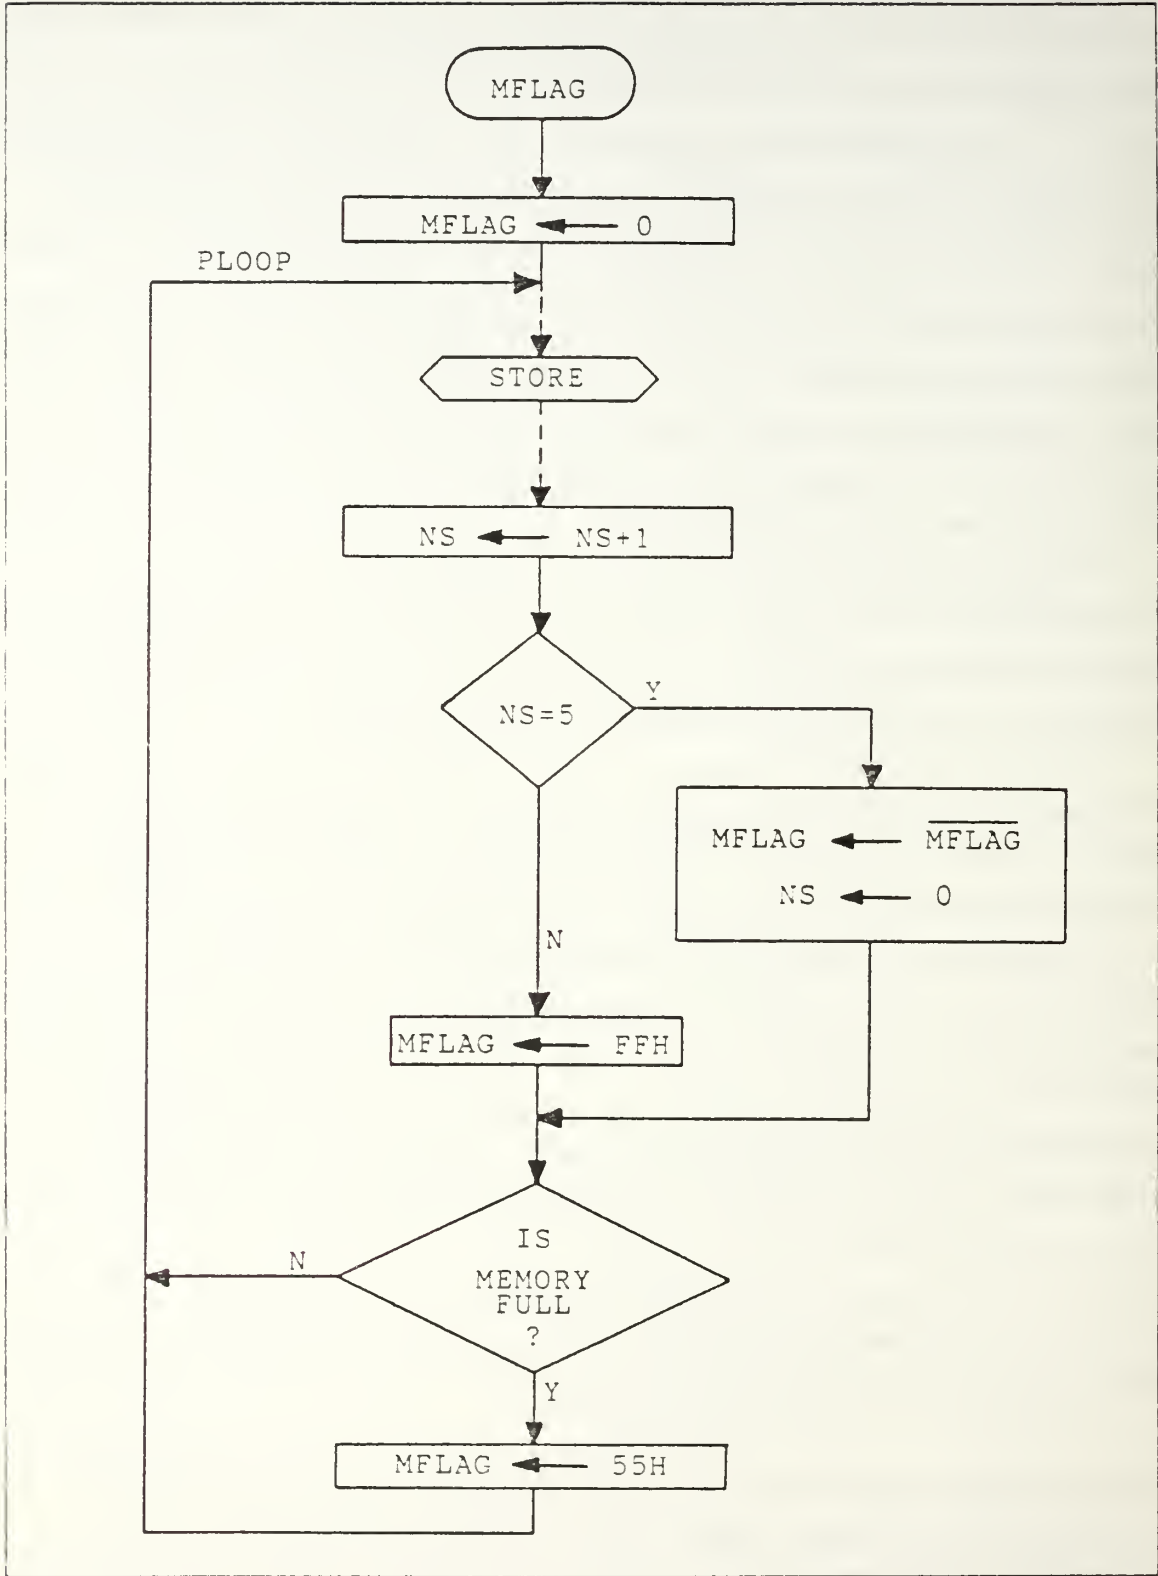 MFLAG
MFLAG ← 0
PLOOP
STORE
NS ← NS+1
NS=5
Y
MFLAG ← M̅F̅L̅A̅G̅
NS ← 0
N
MFLAG ← FFH
IS
MEMORY
FULL
?
N
Y
MFLAG ← 55H